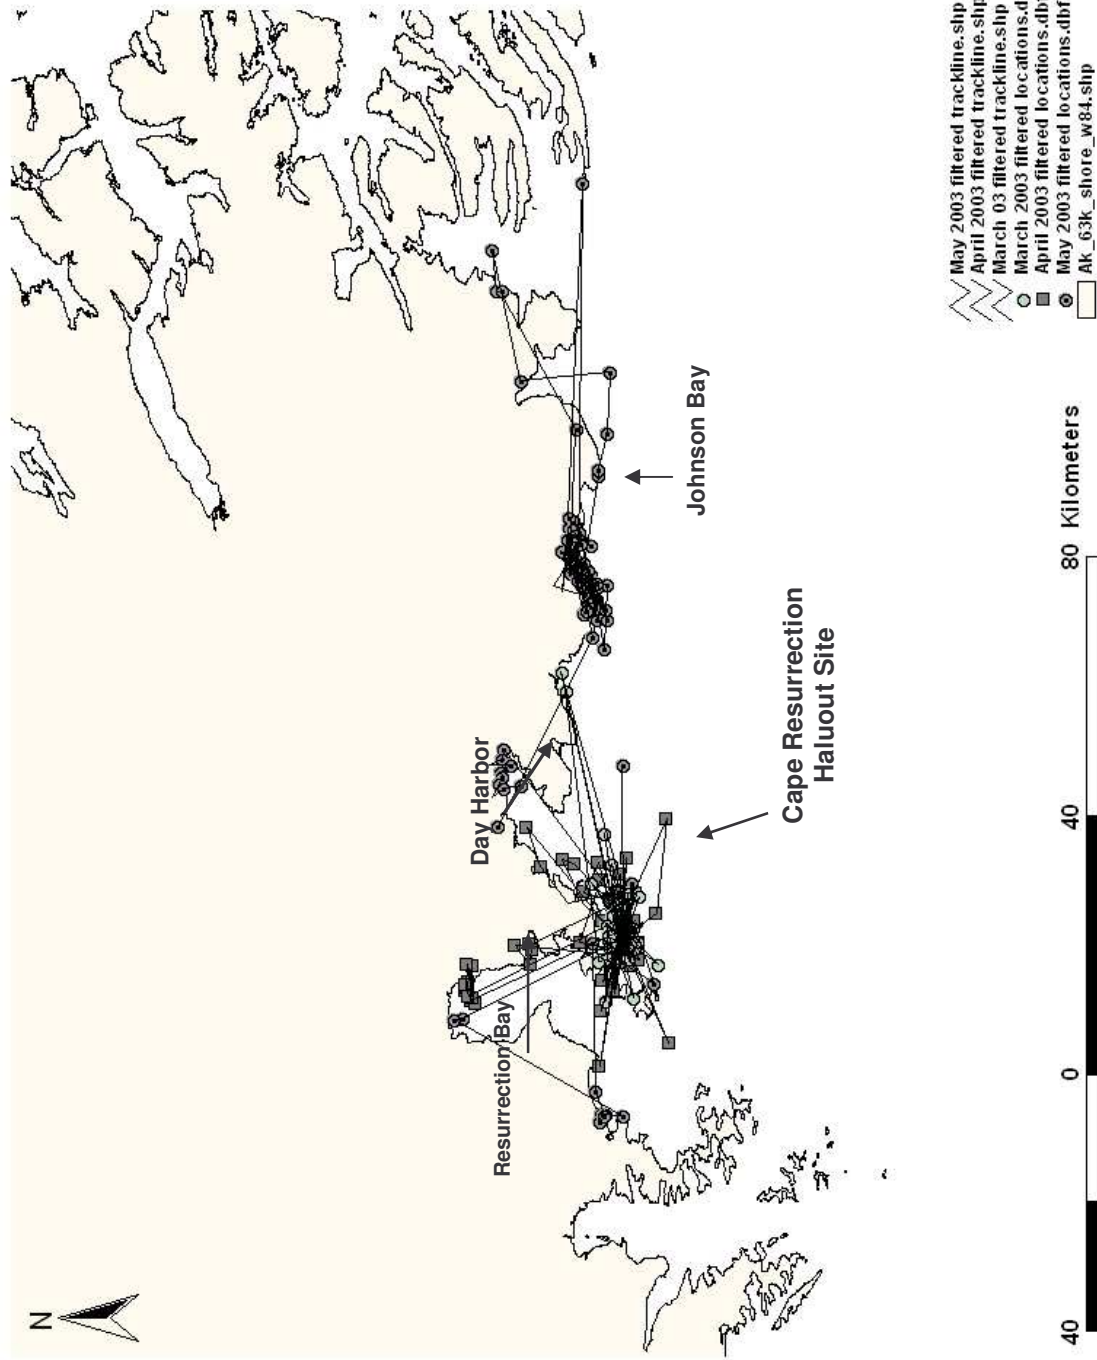 N
Resurrection Bay
Day Harbor
Cape Resurrection
Haluout Site
Johnson Bay
40
0
40
80
Kilometers
May 2003 filtered trackline.shp
April 2003 filtered trackline.shp
March 03 filtered trackline.shp
March 2003 filtered locations.d
April 2003 filtered locations.dbf
May 2003 filtered locations.dbf
Ak_63k_shore_w84.shp